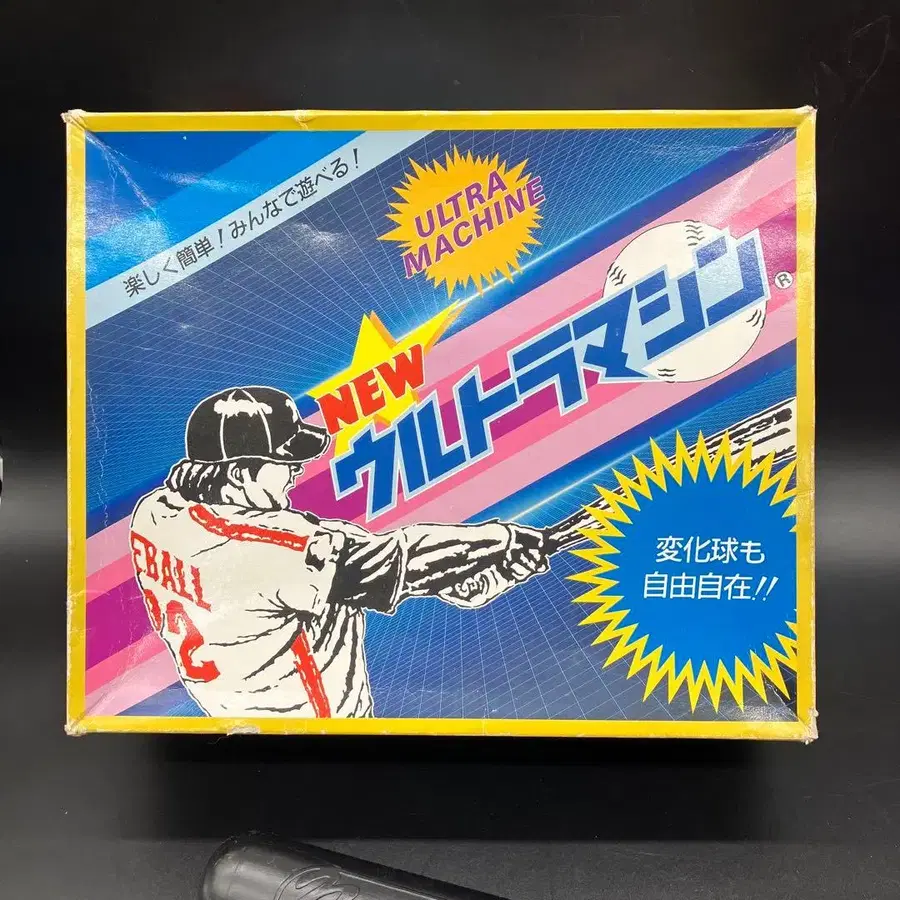 楽しく簡単!みんなで遊べる!
ULTRA
MACHINE
NEW
ウルトラマシン®
変化球も
自由自在!!
EBALL
22